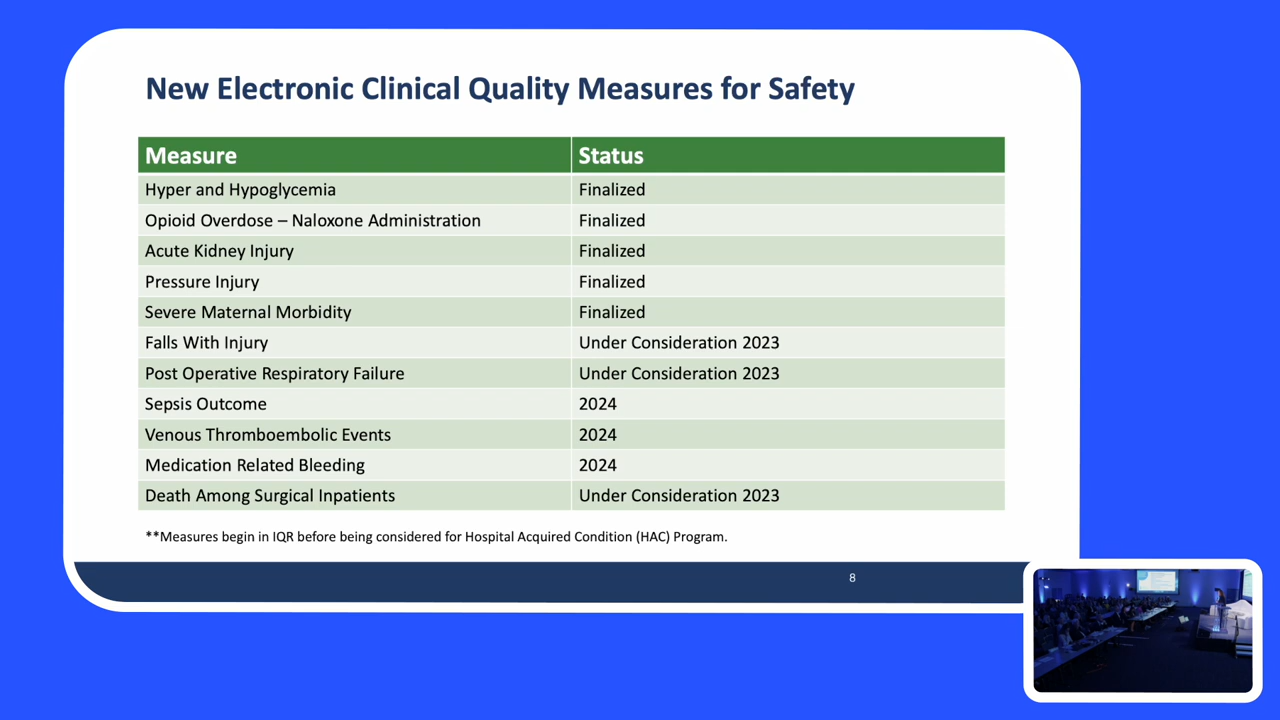 New Electronic Clinical Quality Measures for Safety
Measure Status
Hyper and Hypoglycemia Finalized
Opioid Overdose – Naloxone Administration Finalized
Acute Kidney Injury Finalized
Pressure Injury Finalized
Severe Maternal Morbidity Finalized
Falls With Injury Under Consideration 2023
Post Operative Respiratory Failure Under Consideration 2023
Sepsis Outcome 2024
Venous Thromboembolic Events 2024
Medication Related Bleeding 2024
Death Among Surgical Inpatients Under Consideration 2023
**Measures begin in IQR before being considered for Hospital Acquired Condition (HAC) Program.
8